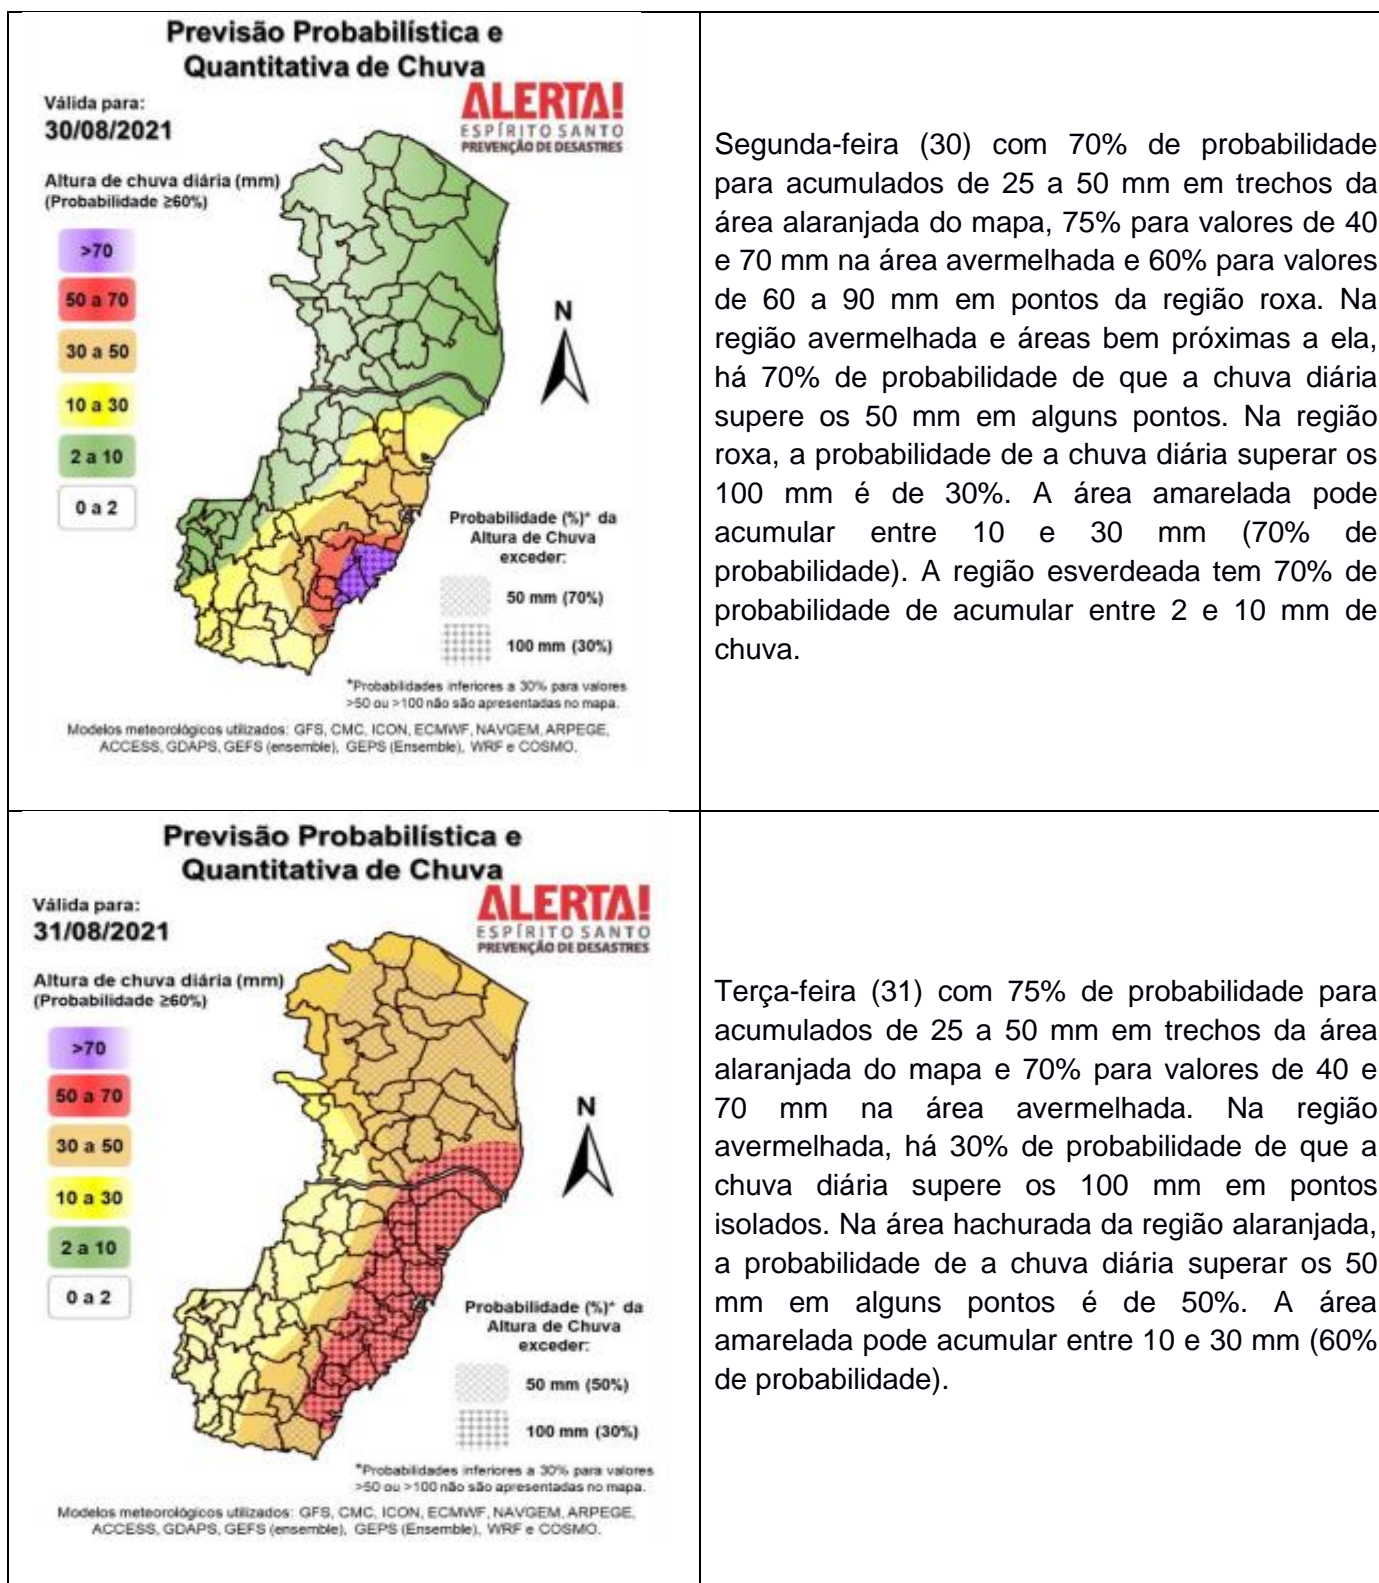 Previsão Probabilística e
Quantitativa de Chuva
Válida para:
30/08/2021
ALERTA!
ESPÍRITO SANTO
PREVENÇÃO DE DESASTRES
Altura de chuva diária (mm)
(Probabilidade ≥60%)
>70
50 a 70
30 a 50
10 a 30
2 a 10
0 a 2
N
Probabilidade (%)* da
Altura de Chuva
exceder:
50 mm (70%)
100 mm (30%)
*Probabilidades inferiores a 30% para valores
>50 ou >100 não são apresentadas no mapa.
Modelos meteorológicos utilizados: GFS, CMC, ICON, ECMWF, NAVGEM, ARPEGE,
ACCESS, GDAPS, GEFS (ensemble), GEPS (Ensemble), WRF e COSMO.
Segunda-feira (30) com 70% de probabilidade
para acumulados de 25 a 50 mm em trechos da
área alaranjada do mapa, 75% para valores de 40
e 70 mm na área avermelhada e 60% para valores
de 60 a 90 mm em pontos da região roxa. Na
região avermelhada e áreas bem próximas a ela,
há 70% de probabilidade de que a chuva diária
supere os 50 mm em alguns pontos. Na região
roxa, a probabilidade de a chuva diária superar os
100 mm é de 30%. A área amarelada pode
acumular entre 10 e 30 mm (70% de
probabilidade). A região esverdeada tem 70% de
probabilidade de acumular entre 2 e 10 mm de
chuva.
Previsão Probabilística e
Quantitativa de Chuva
Válida para:
31/08/2021
ALERTA!
ESPÍRITO SANTO
PREVENÇÃO DE DESASTRES
Altura de chuva diária (mm)
(Probabilidade ≥60%)
>70
50 a 70
30 a 50
10 a 30
2 a 10
0 a 2
N
Probabilidade (%)* da
Altura de Chuva
exceder:
50 mm (50%)
100 mm (30%)
*Probabilidades inferiores a 30% para valores
>50 ou >100 não são apresentadas no mapa.
Modelos meteorológicos utilizados: GFS, CMC, ICON, ECMWF, NAVGEM, ARPEGE,
ACCESS, GDAPS, GEFS (ensemble), GEPS (Ensemble), WRF e COSMO.
Terça-feira (31) com 75% de probabilidade para
acumulados de 25 a 50 mm em trechos da área
alaranjada do mapa e 70% para valores de 40 e
70 mm na área avermelhada. Na região
avermelhada, há 30% de probabilidade de que a
chuva diária supere os 100 mm em pontos
isolados. Na área hachurada da região alaranjada,
a probabilidade de a chuva diária superar os 50
mm em alguns pontos é de 50%. A área
amarelada pode acumular entre 10 e 30 mm (60%
de probabilidade).